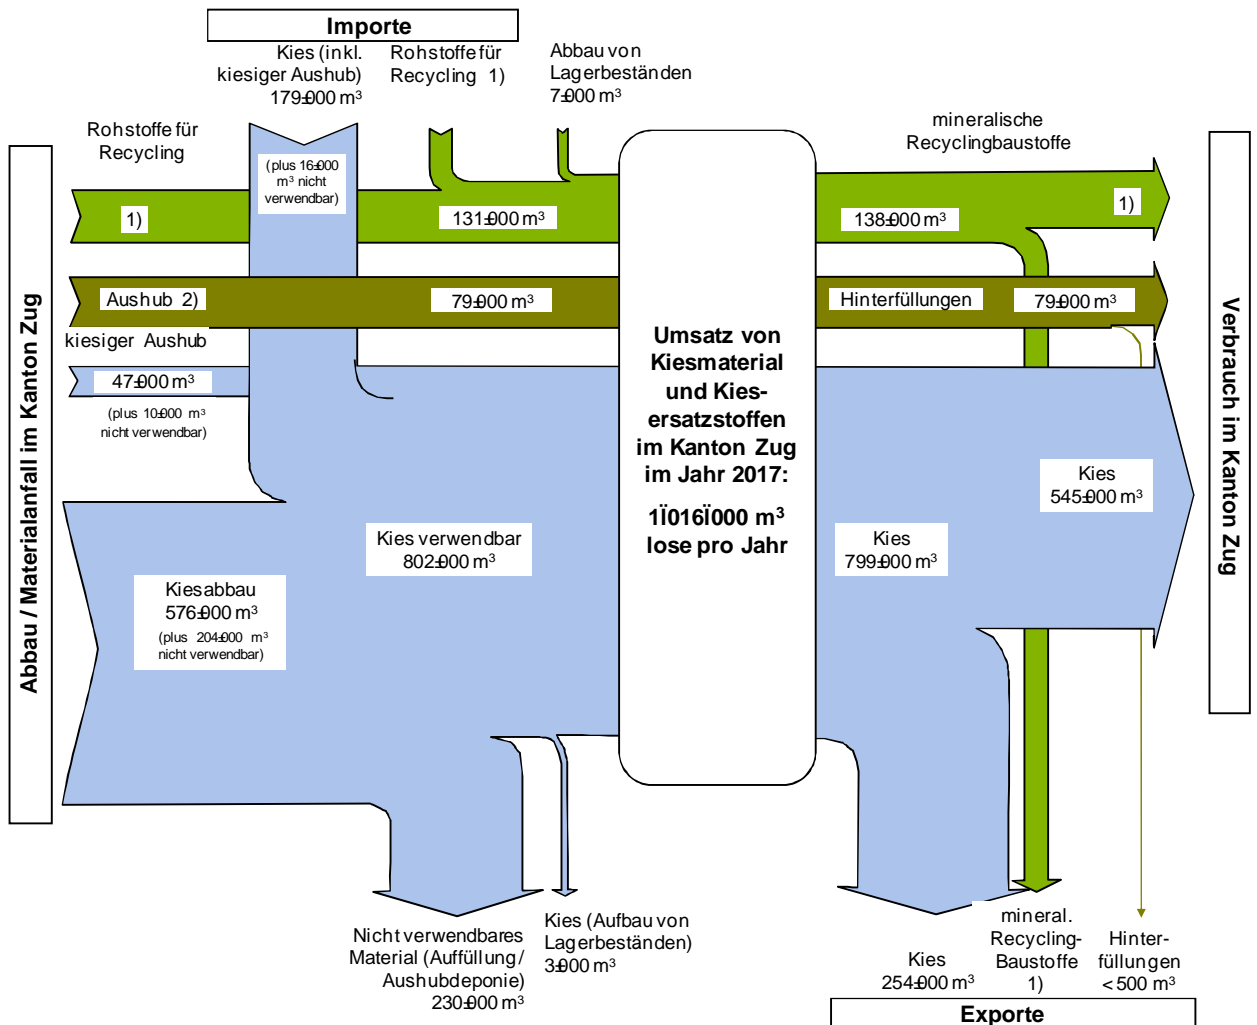 Importe
Kies (inkl.
kiesiger Aushub)
179±000 m³
Rohstoffe für
Recycling 1)
Abbau von
Lagerbeständen
7±000 m³
Rohstoffe für
Recycling
mineralische
Recyclingbaustoffe
(plus 16±000
m³ nicht
verwendbar)
1)
131±000 m³
138±000 m³
1)
Aushub 2)
79±000 m³
Hinterfüllungen
79±000 m³
kiesiger Aushub
47±000 m³
(plus 10±000 m³
nicht verwendbar)
Abbau / Materialanfall im Kanton Zug
Umsatz von
Kiesmaterial
und Kies-
ersatzstoffen
im Kanton Zug
im Jahr 2017:
1Ï016Ï000 m³
lose pro Jahr
Verbrauch im Kanton Zug
Kies
545±000 m³
Kies verwendbar
802±000 m³
Kies
799±000 m³
Kiesabbau
576±000 m³
(plus 204±000 m³
nicht verwendbar)
Nicht verwendbares
Material (Auffüllung /
Aushubdeponie)
230±000 m³
Kies (Aufbau von
Lagerbeständen)
3±000 m³
Kies
254±000 m³
mineral.
Recycling-
Baustoffe
1)
Hinter-
füllungen
<500 m³
Exporte